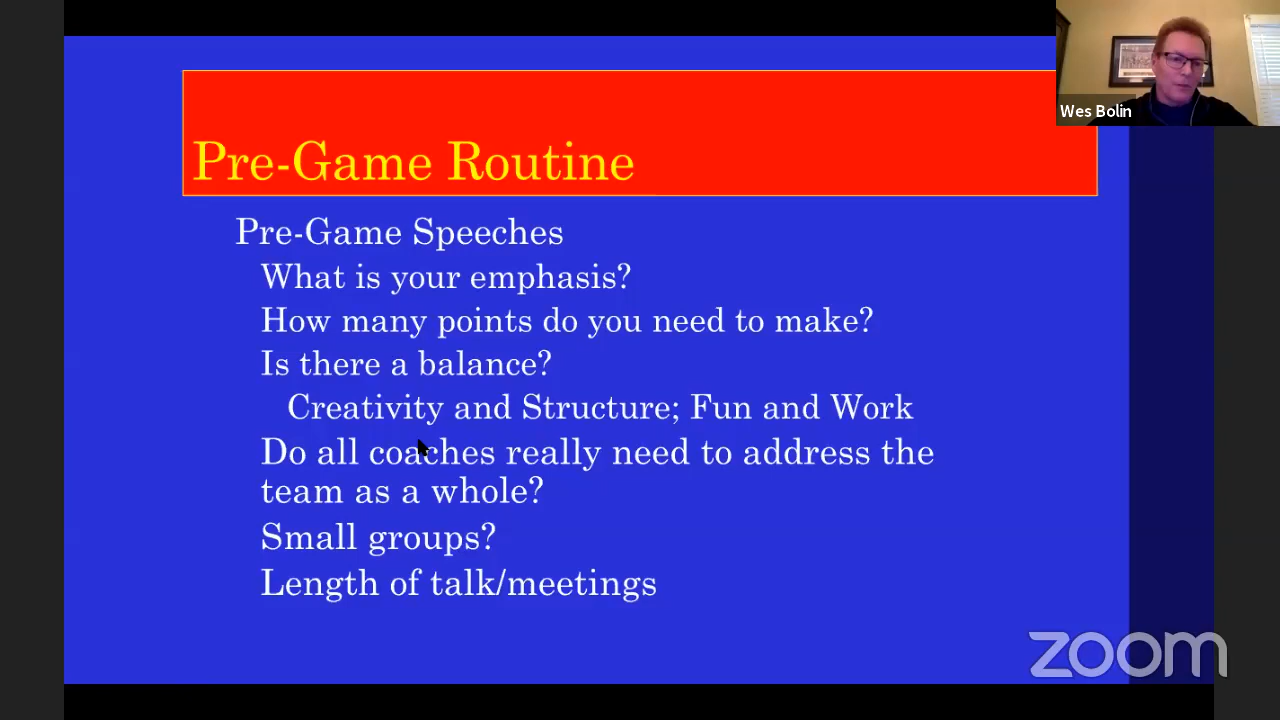 Wes Bolin
Pre-Game Routine
Pre-Game Speeches
What is your emphasis?
How many points do you need to make?
Is there a balance?
Creativity and Structure; Fun and Work
Do all coaches really need to address the
team as a whole?
Small groups?
Length of talk/meetings
zoom